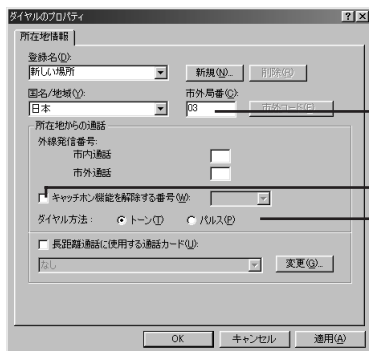 ダイヤルのプロパティ
所在地情報
登録名(D):
新しい場所 新規(N)... 削除(R)
国名/地域(Y): 市外局番(C):
日本 03 市外コード(E)...
所在地からの通話
外線発信番号:
市内通話
市外通話
キャッチホン機能を解除する番号(W):
ダイヤル方法: トーン(T) パルス(P)
長距離通話に使用する通話カード(U):
なし 変更(G)...
OK キャンセル 適用(A)